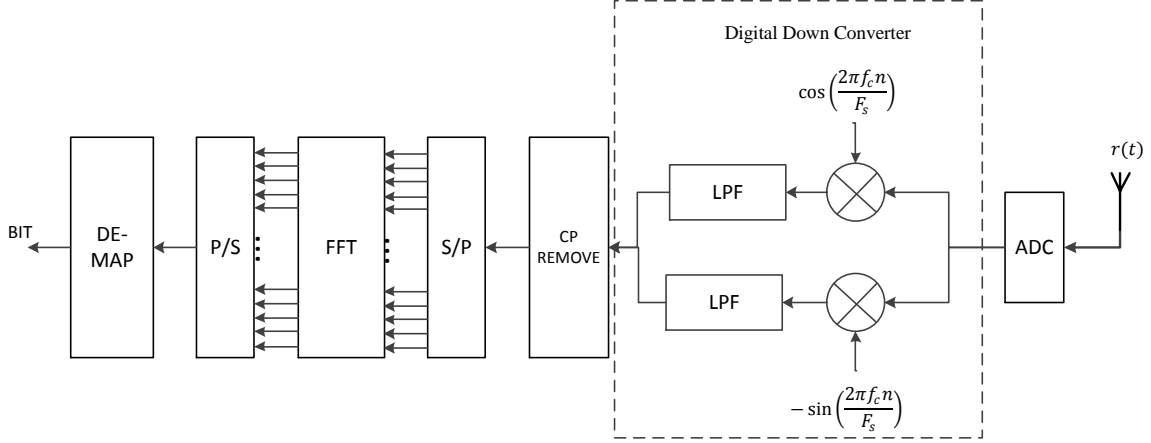 Digital Down Converter
cos(2πf_c n / F_s)
r(t)
LPF
BIT
DE-
MAP
P/S
FFT
S/P
CP
REMOVE
ADC
LPF
− sin(2πf_c n / F_s)